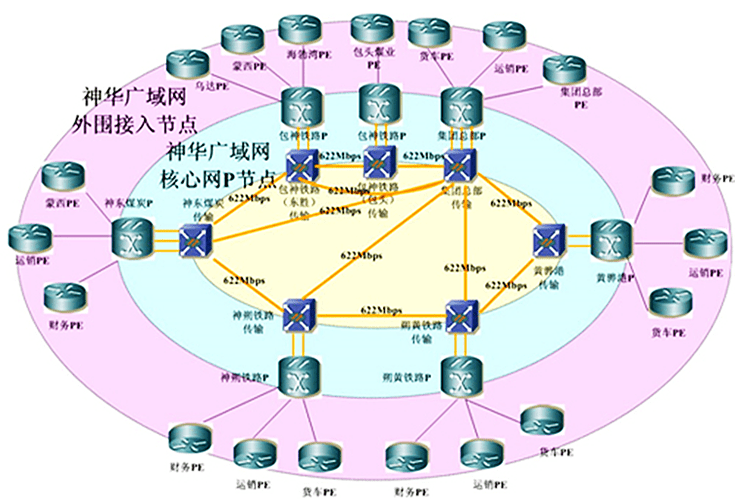 海勃湾PE
包头煤业
PE
货车PE
运销PE
蒙西PE
乌达PE
集团总部
PE
神华广域网
外围接入节点
包神铁路P
包神铁路P
集团总部P
神华广域网
核心网P节点
622Mbps
622Mbps
财务PE
蒙西PE
神东煤炭P
神东煤炭
传输
包神铁路
（东胜）
传输
包神铁路
（包头）
传输
集团总部
传输
622Mbps
622Mbps
622Mbps
622Mbps
运销PE
622Mbps
622Mbps
黄骅港
传输
黄骅港P
运销PE
622Mbps
622Mbps
财务PE
神朔铁路
传输
622Mbps
朔黄铁路
传输
货车PE
神朔铁路P
朔黄铁路P
财务PE
运销PE
货车PE
财务PE
运销PE
货车PE